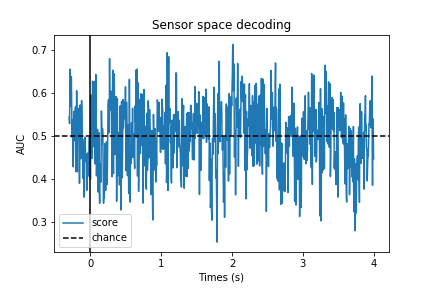 Sensor space decoding
0.7
0.6
0.5
0.4
0.3
AUC
score
chance
0 1 2 3 4
Times (s)